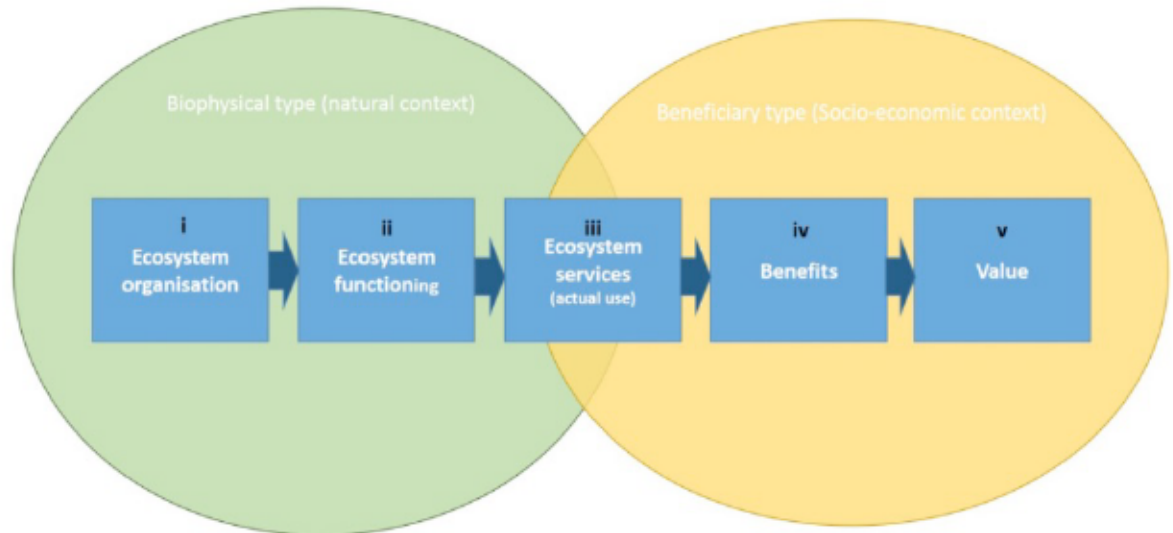 Biophysical type (natural context)
Beneficiary type (Socio-economic context)
i
Ecosystem
organisation
ii
Ecosystem
functioning
iii
Ecosystem
services
(actual use)
iv
Benefits
v
Value